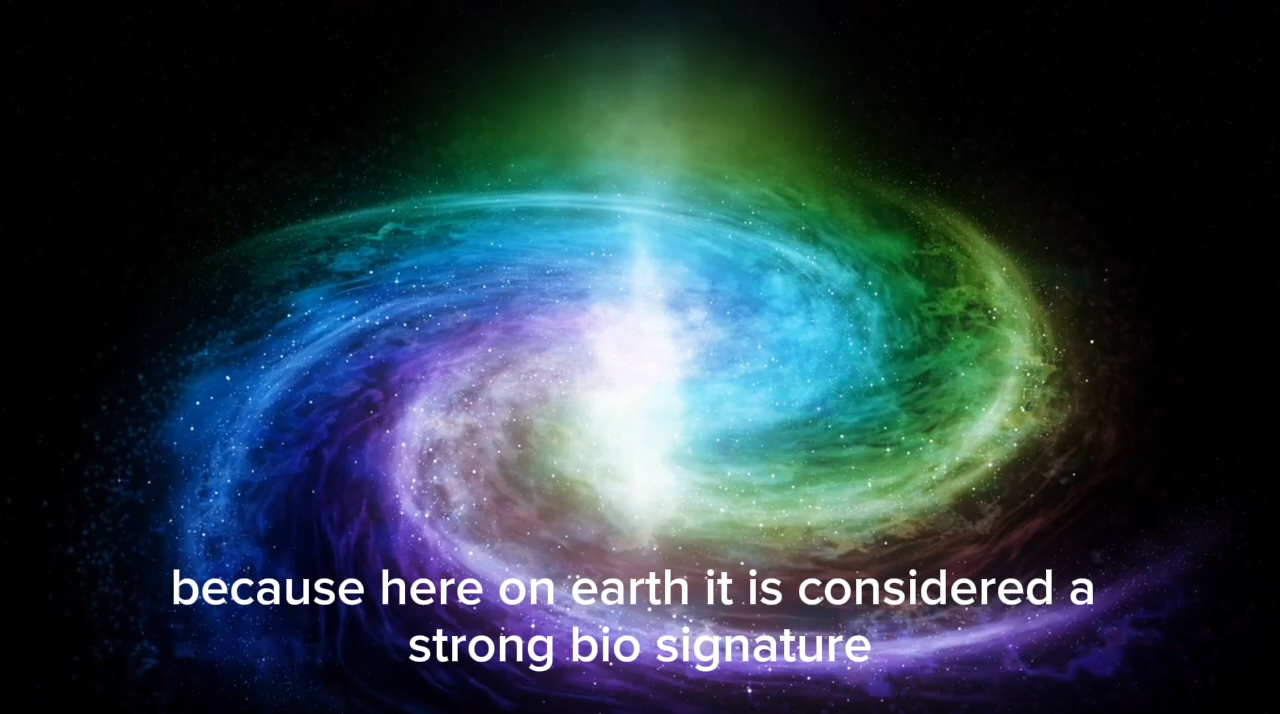 because here on earth it is considered a
strong bio signature